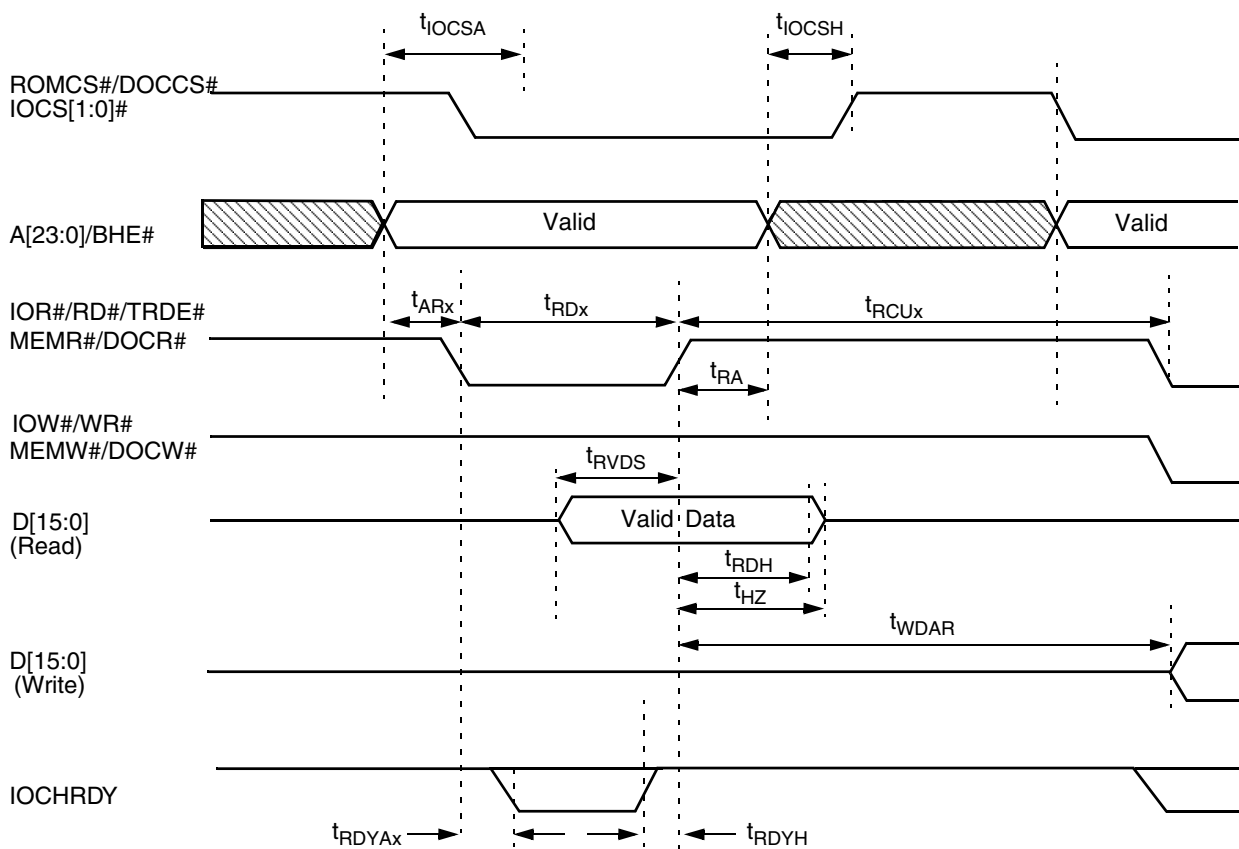 tIOCSA
tIOCSH
ROMCS#/DOCCS#
IOCS[1:0]#
A[23:0]/BHE#
Valid
Valid
IOR#/RD#/TRDE#
MEMR#/DOCR#
tARx
tRDx
tRCUx
tRA
IOW#/WR#
MEMW#/DOCW#
tRVDS
D[15:0]
(Read)
Valid Data
tRDH
tHZ
tWDAR
D[15:0]
(Write)
IOCHRDY
tRDYAx
tRDYH